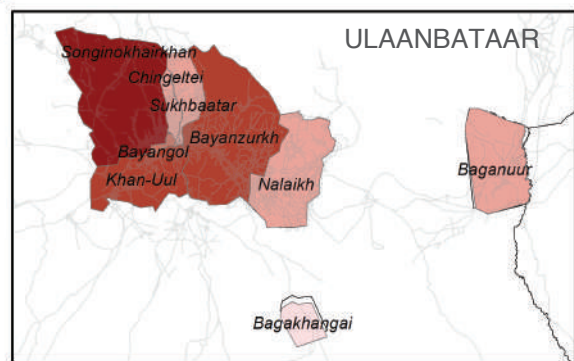 ULAANBATAAR
Songinokhairkhan
Chingeltei
Sukhbaatar
Bayanzurkh
Bayangol
Khan-Uul
Nalaikh
Baganuur
Bagakhangai